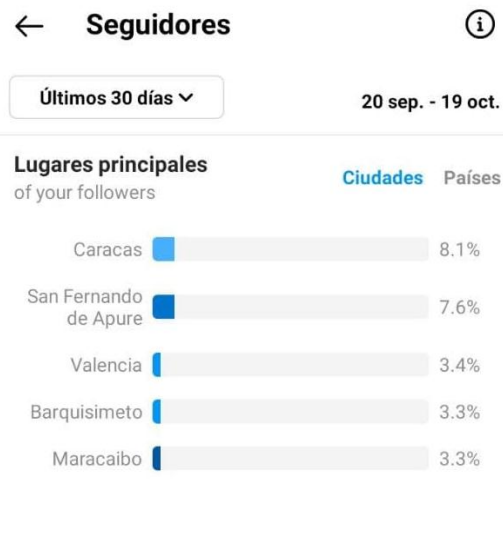 Seguidores
Últimos 30 días
20 sep. - 19 oct.
Lugares principales
of your followers
Ciudades
Países
Caracas
8.1%
San Fernando
de Apure
7.6%
Valencia
3.4%
Barquisimeto
3.3%
Maracaibo
3.3%